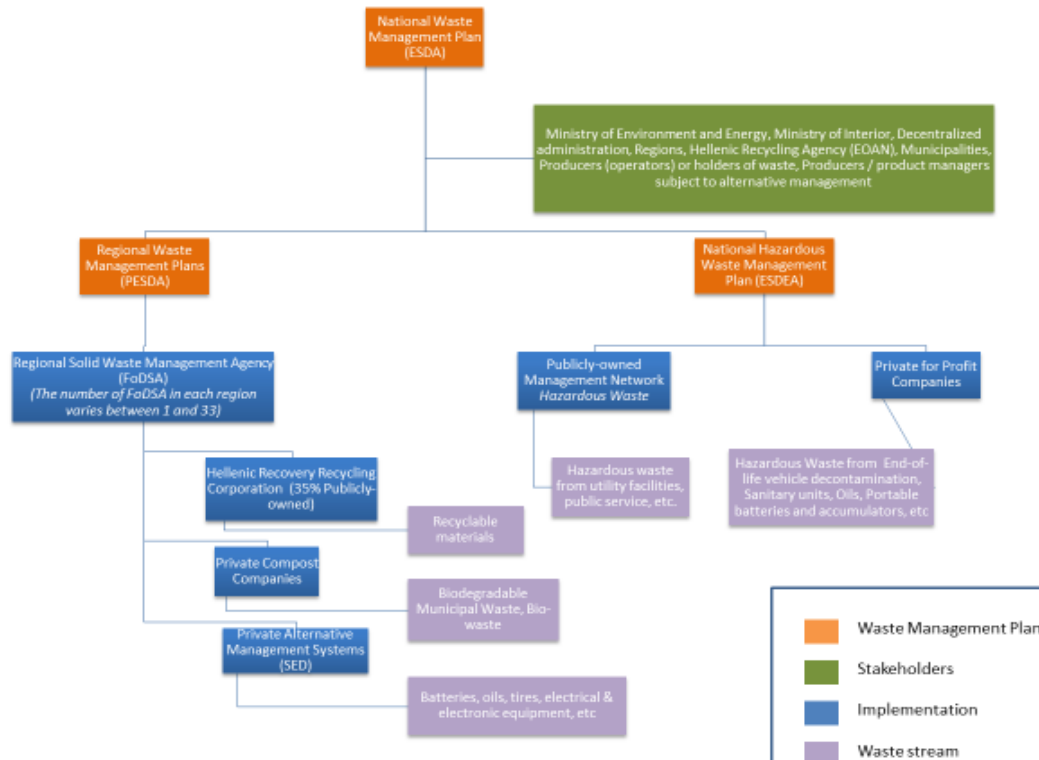 National Waste
Management Plan
(ESDA)
Ministry of Environment and Energy, Ministry of Interior, Decentralized
administration, Regions, Hellenic Recycling Agency (EOAN), Municipalities,
Producers (operators) or holders of waste, Producers / product managers
subject to alternative management
Regional Waste
Management Plans
(PESDA)
National Hazardous
Waste Management
Plan (ESDEA)
Regional Solid Waste Management Agency
(FoDSA)
(The number of FoDSA in each region
varies between 1 and 33)
Publicly-owned
Management Network
Hazardous Waste
Private for Profit
Companies
Hellenic Recovery Recycling
Corporation (35% Publicly-
owned)
Hazardous waste
from utility facilities,
public service, etc.
Hazardous Waste from End-of-
life vehicle decontamination,
Sanitary units, Oils, Portable
batteries and accumulators, etc
Recyclable
materials
Private Compost
Companies
Biodegradable
Municipal Waste, Bio-
waste
Private Alternative
Management Systems
(SED)
Batteries, oils, tires, electrical &
electronic equipment, etc
Waste Management Plan
Stakeholders
Implementation
Waste stream